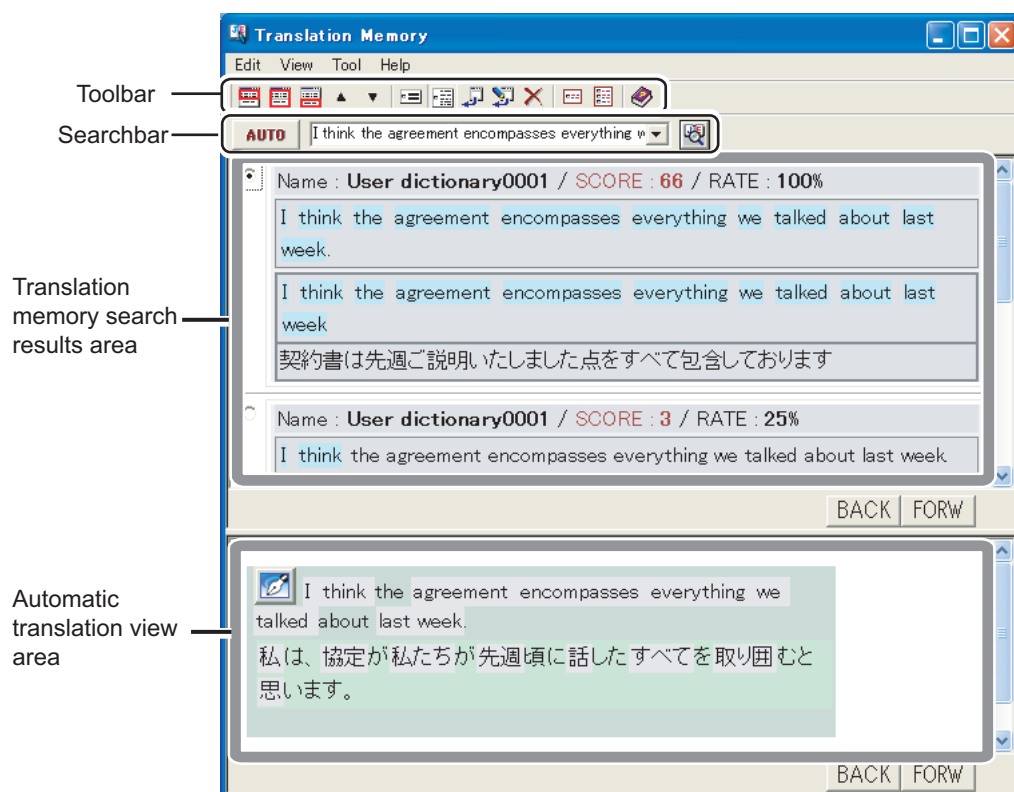 Translation Memory
Edit View Tool Help
Toolbar
Searchbar
AUTO I think the agreement encompasses everything w
Name : User dictionary0001 / SCORE : 66 / RATE : 100%
I think the agreement encompasses everything we talked about last
week.
I think the agreement encompasses everything we talked about last
week
契約書は先週ご説明いたしました点をすべて包含しております
Translation
memory search
results area
Name : User dictionary0001 / SCORE : 3 / RATE : 25%
I think the agreement encompasses everything we talked about last week.
BACK FORW
Automatic
translation view
area
I think the agreement encompasses everything we
talked about last week.
私は、協定が私たちが先週頃に話したすべてを取り囲むと
思います。
BACK FORW